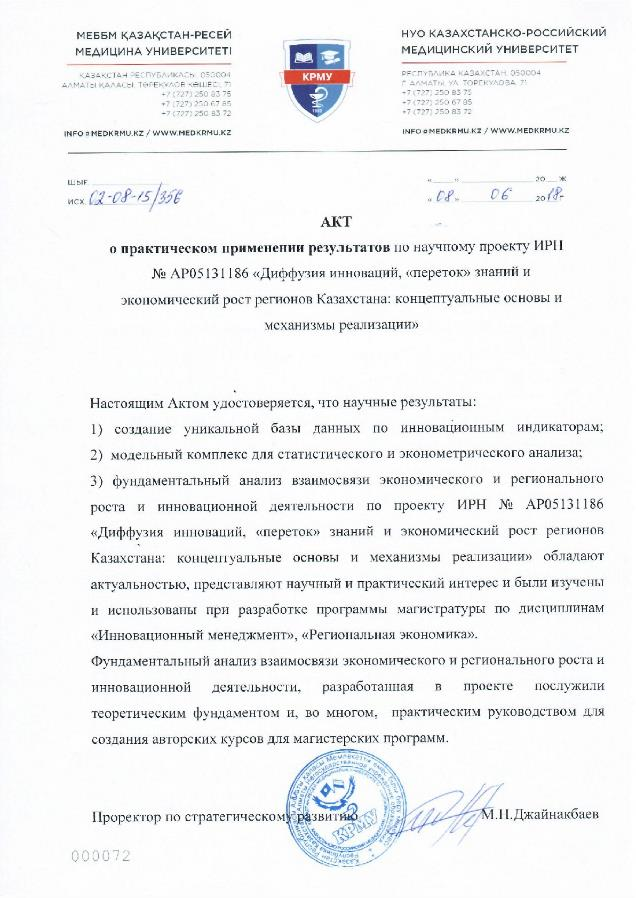 МЕББМ ҚАЗАҚСТАН-РЕСЕЙ
МЕДИЦИНА УНИВЕРСИТЕТІ
ҚАЗАҚСТАН РЕСПУБЛИКАСЫ, 050004
АЛМАТЫ ҚАЛАСЫ, ТӨРЕҚҰЛОВ КӨШЕСІ, 71
+7 (727) 250 83 75
+7 (727) 250 67 85
+7 (727) 250 83 72
INFO@MEDKRMU.KZ / WWW.MEDKRMU.KZ
КРМУ
1992
НУО КАЗАХСТАНСКО-РОССИЙСКИЙ
МЕДИЦИНСКИЙ УНИВЕРСИТЕТ
РЕСПУБЛИКА КАЗАХСТАН, 050004
Г. АЛМАТЫ, УЛ. ТОРЕКУЛОВА, 71
+7 (727) 250 83 75
+7 (727) 250 67 85
+7 (727) 250 83 72
INFO@MEDKRMU.KZ / WWW.MEDKRMU.KZ
ШЫҒ.
ИСХ. 02-08-15/356
«____» ____ 20___ Ж
«08» 06 2018г
АКТ
о практическом применении результатов по научному проекту ИРН
№ АР05131186 «Диффузия инноваций, «переток» знаний и
экономический рост регионов Казахстана: концептуальные основы и
механизмы реализации»
Настоящим Актом удостоверяется, что научные результаты:
1) создание уникальной базы данных по инновационным индикаторам;
2) модельный комплекс для статистического и эконометрического анализа;
3) фундаментальный анализ взаимосвязи экономического и регионального
роста и инновационной деятельности по проекту ИРН № АР05131186
«Диффузия инноваций, «переток» знаний и экономический рост регионов
Казахстана: концептуальные основы и механизмы реализации» обладают
актуальностью, представляют научный и практический интерес и были изучены
и использованы при разработке программы магистратуры по дисциплинам
«Инновационный менеджмент», «Региональная экономика».
Фундаментальный анализ взаимосвязи экономического и регионального роста и
инновационной деятельности, разработанная в проекте послужили
теоретическим фундаментом и, во многом, практическим руководством для
создания авторских курсов для магистерских программ.
Проректор по стратегическому развитию
М.Н.Джайнакбаев
КРМУ
000072